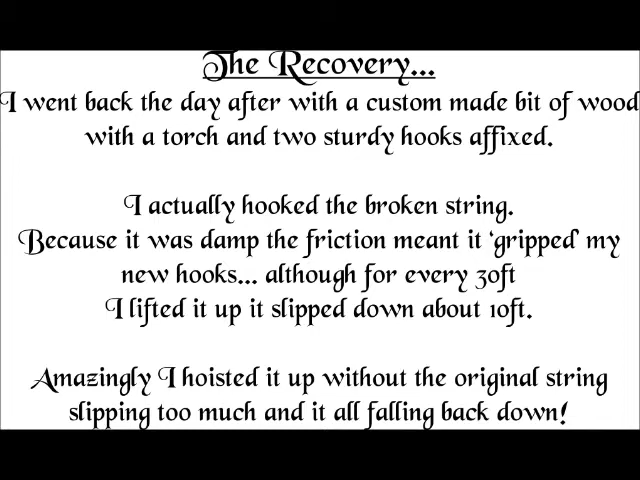 The Recovery...
I went back the day after with a custom made bit of wood
with a torch and two sturdy hooks affixed.
I actually hooked the broken string.
Because it was damp the friction meant it 'gripped' my
new hooks... although for every 30ft
I lifted it up it slipped down about 10ft.
Amazingly I hoisted it up without the original string
slipping too much and it all falling back down!